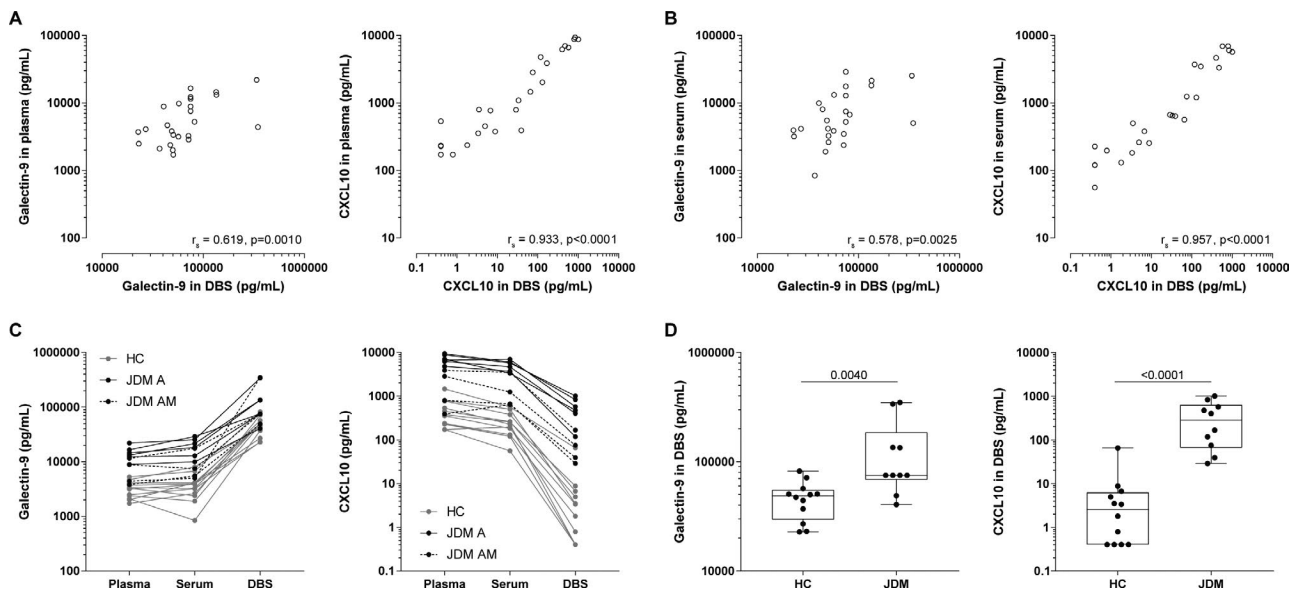 A
100000
10000
1000
100
Galectin-9 in plasma (pg/mL)
rs = 0.619, p=0.0010
10000 100000 1000000
Galectin-9 in DBS (pg/mL)
100000
10000
1000
100
10
CXCL10 in plasma (pg/mL)
rs = 0.933, p<0.0001
0.1 1 10 100 1000 10000
CXCL10 in DBS (pg/mL)
B
100000
10000
1000
100
Galectin-9 in serum (pg/mL)
rs = 0.578, p=0.0025
10000 100000 1000000
Galectin-9 in DBS (pg/mL)
100000
10000
1000
100
10
CXCL10 in serum (pg/mL)
rs = 0.957, p<0.0001
0.1 1 10 100 1000 10000
CXCL10 in DBS (pg/mL)
C
1000000
100000
10000
1000
100
Galectin-9 (pg/mL)
HC
JDM A
JDM AM
Plasma Serum DBS
10000
1000
100
10
1
0.1
CXCL10 (pg/mL)
HC
JDM A
JDM AM
Plasma Serum DBS
D
1000000
100000
10000
Galectin-9 in DBS (pg/mL)
0.0040
HC JDM
10000
1000
100
10
1
0.1
CXCL10 in DBS (pg/mL)
<0.0001
HC JDM